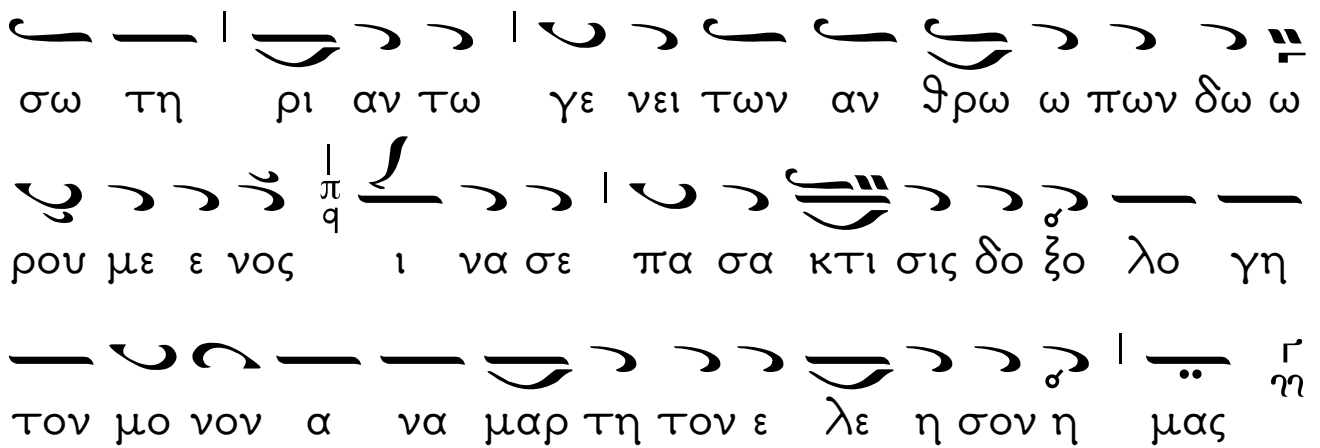 σω τη ρι αν τω γε νει των αν θρω ω πων δω ω
π q
ρου με ε νος ι να σε πα σα κτι σις δο ξο λο γη
τον μο νον α να μαρ τη τον ε λε η σον η μας